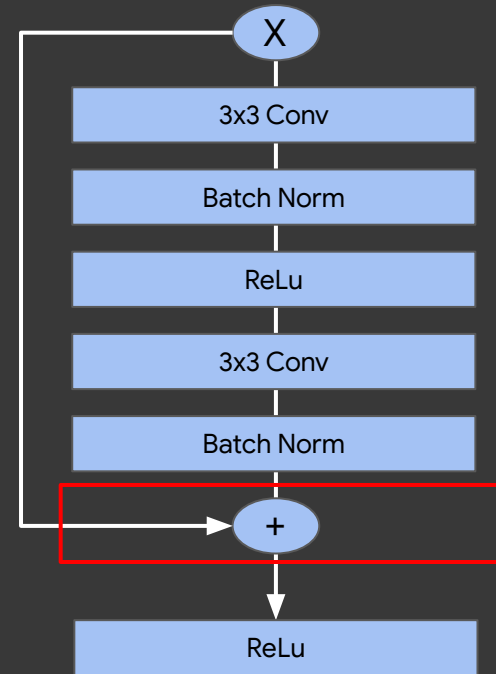 X
3x3 Conv
Batch Norm
ReLu
3x3 Conv
Batch Norm
+
ReLu